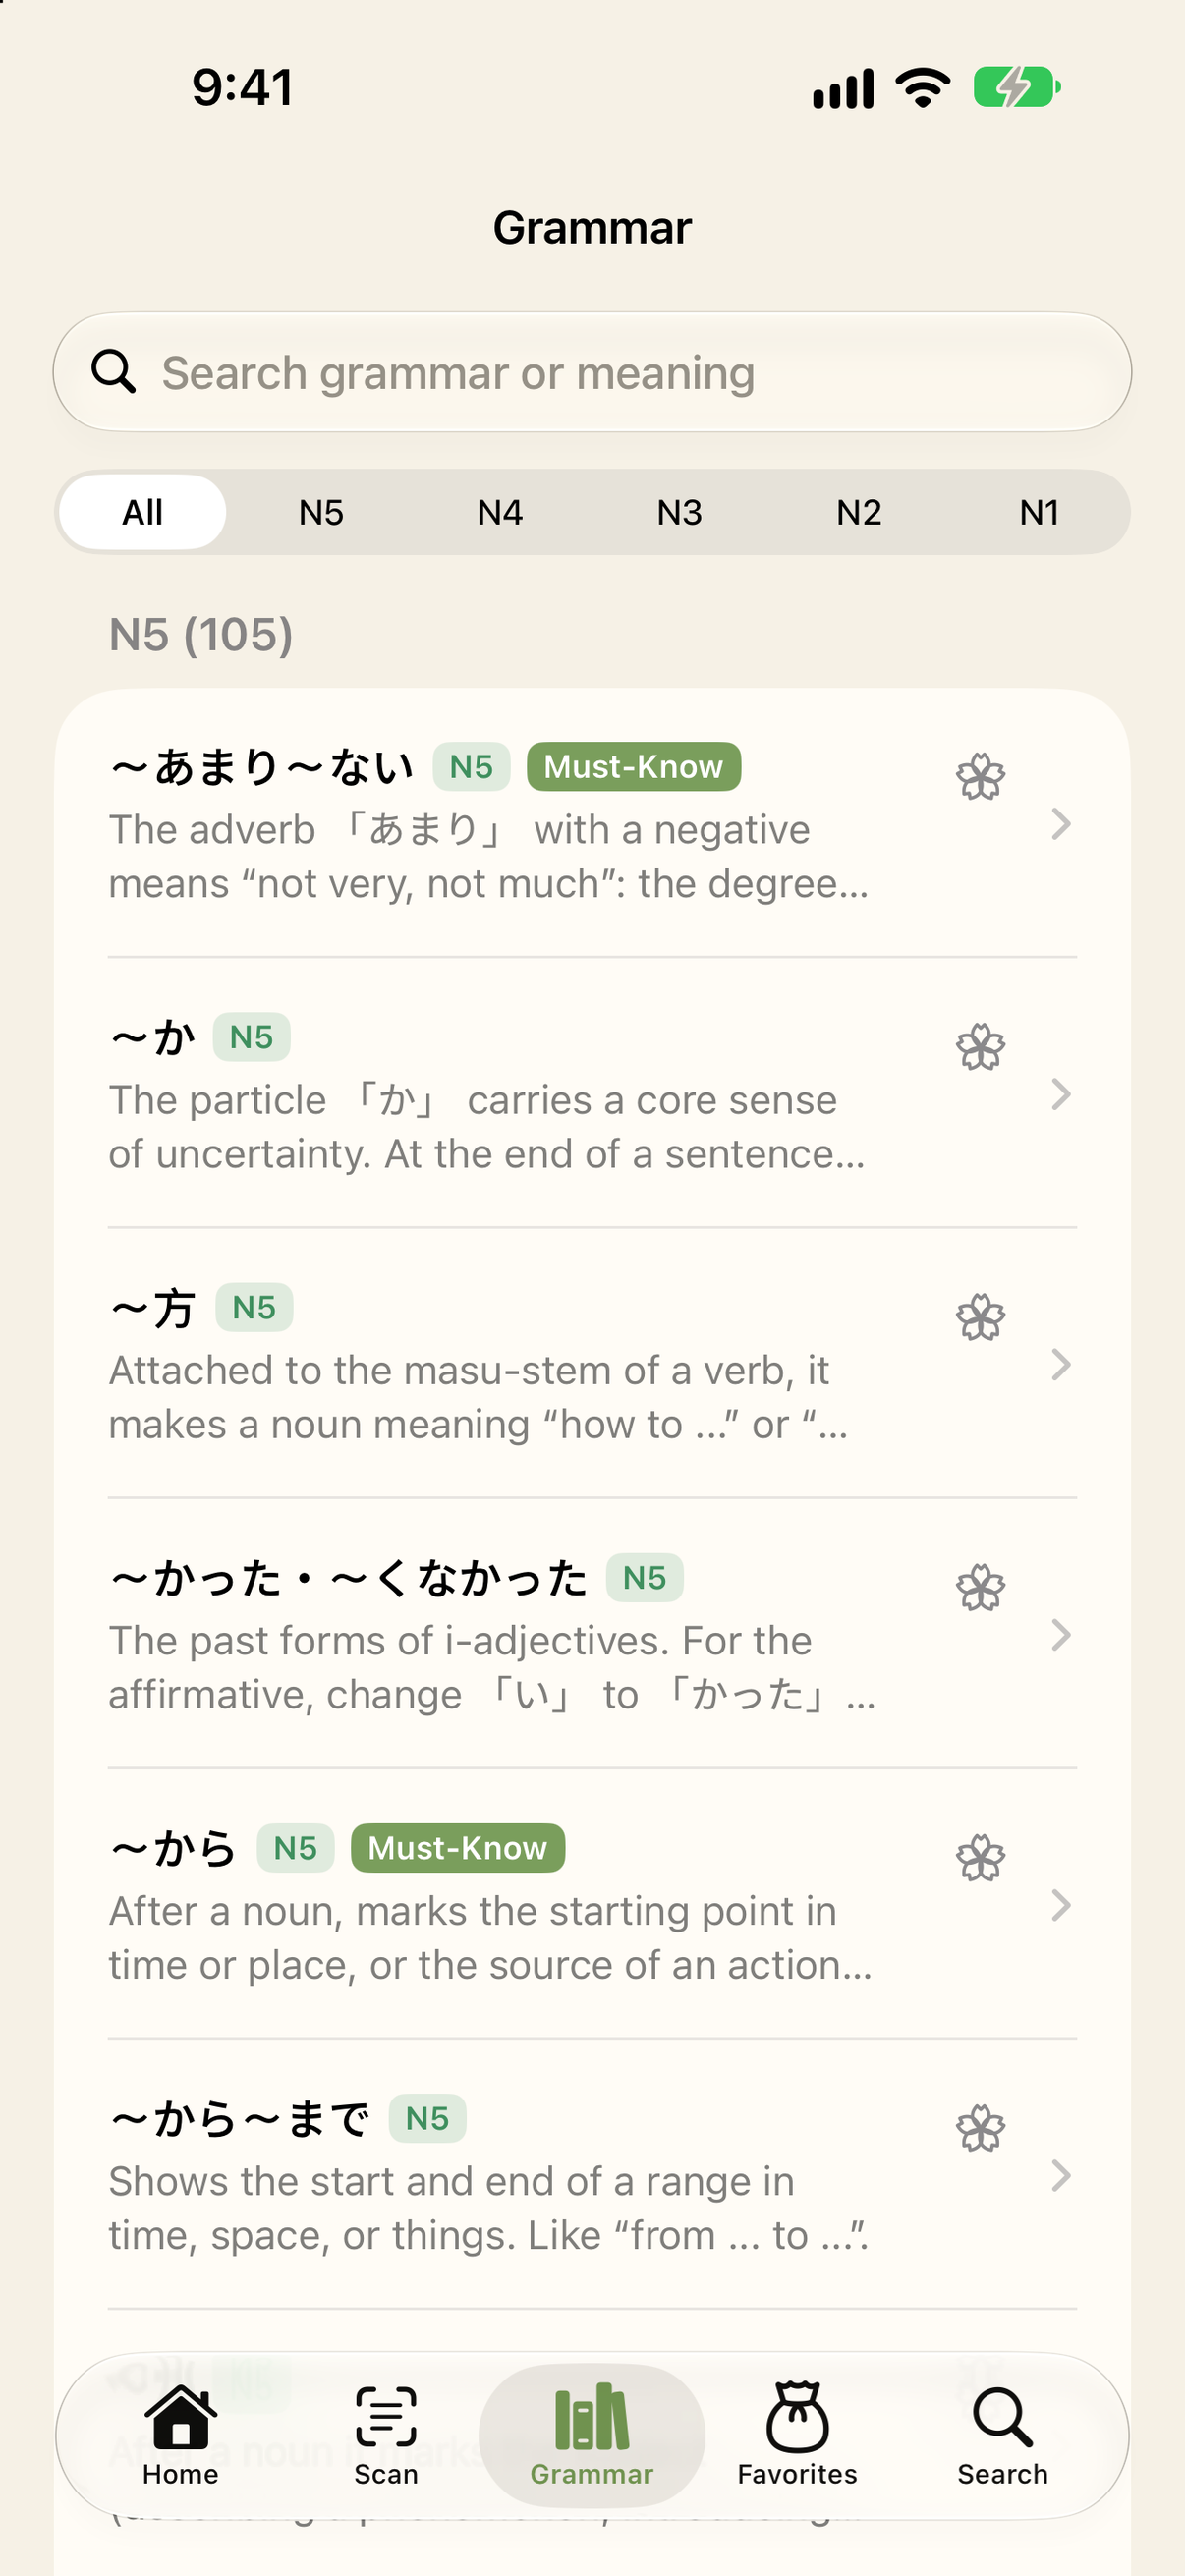 9:41
Grammar
Search grammar or meaning
All N5 N4 N3 N2 N1
N5 (105)
〜あまり〜ない N5 Must-Know
The adverb 「あまり」 with a negative
means “not very, not much”: the degree...
〜か N5
The particle 「か」 carries a core sense
of uncertainty. At the end of a sentence...
〜方 N5
Attached to the masu-stem of a verb, it
makes a noun meaning “how to ...” or “...
〜かった・〜くなかった N5
The past forms of i-adjectives. For the
affirmative, change 「い」 to 「かった」...
〜から N5 Must-Know
After a noun, marks the starting point in
time or place, or the source of an action...
〜から〜まで N5
Shows the start and end of a range in
time, space, or things. Like “from ... to ...”.
N5
After a noun it marks
Home Scan Grammar Favorites Search